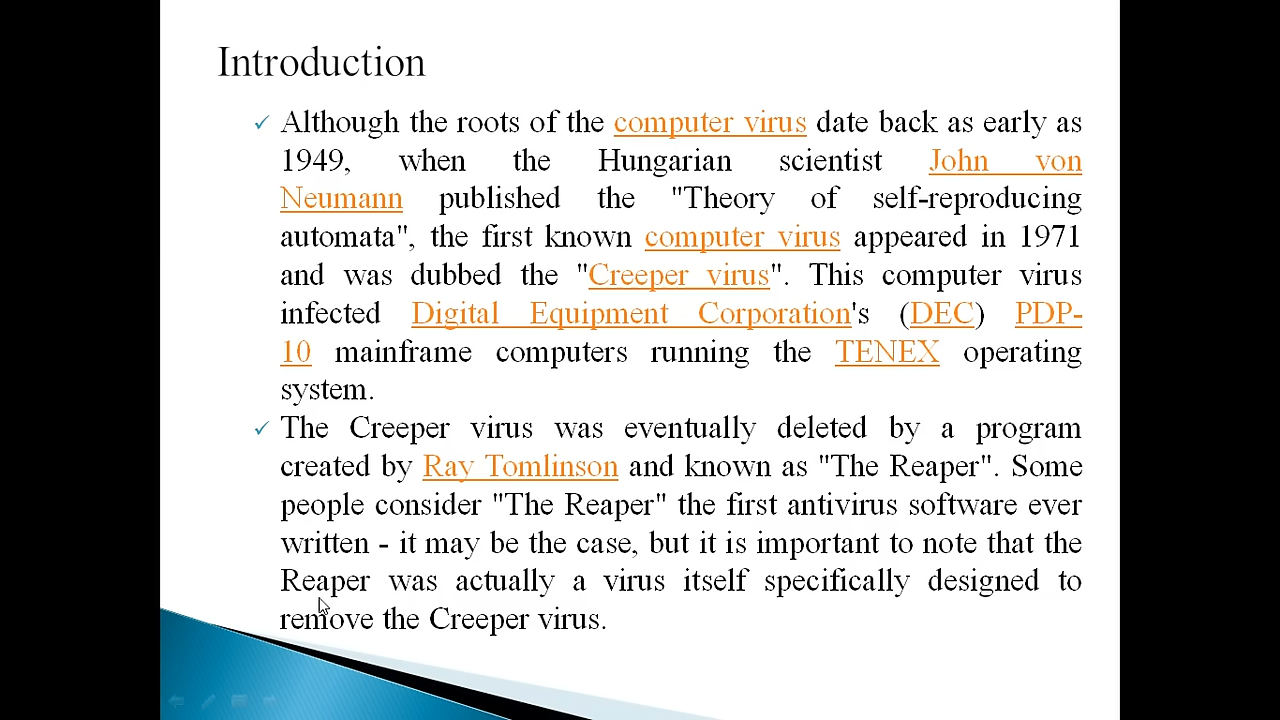 Introduction
Although the roots of the computer virus date back as early as
1949, when the Hungarian scientist John von
Neumann published the "Theory of self-reproducing
automata", the first known computer virus appeared in 1971
and was dubbed the "Creeper virus". This computer virus
infected Digital Equipment Corporation's (DEC) PDP-
10 mainframe computers running the TENEX operating
system.
The Creeper virus was eventually deleted by a program
created by Ray Tomlinson and known as "The Reaper". Some
people consider "The Reaper" the first antivirus software ever
written - it may be the case, but it is important to note that the
Reaper was actually a virus itself specifically designed to
remove the Creeper virus.